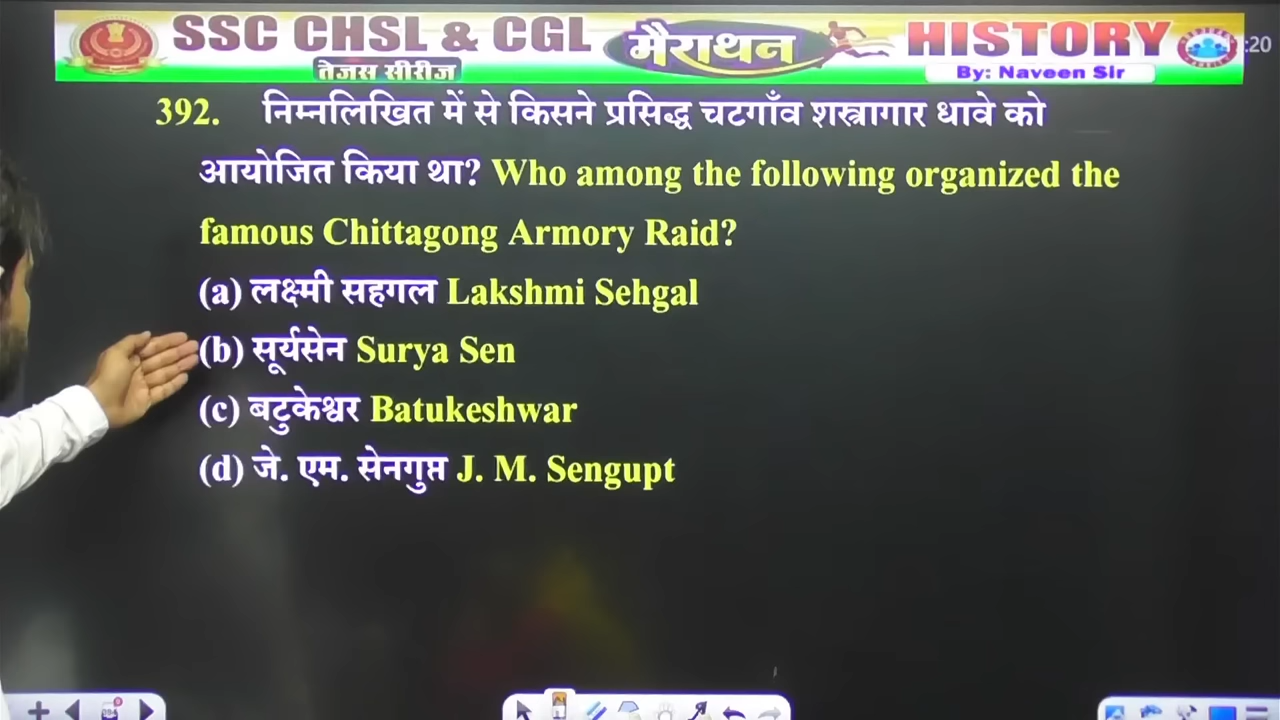 SSC CHSL & CGL मैराथन HISTORY :20
तेजस सीरीज By: Naveen Sir
392. निम्नलिखित में से किसने प्रसिद्ध चटगाँव शस्त्रागार धावे को
आयोजित किया था? Who among the following organized the
famous Chittagong Armory Raid?
(a) लक्ष्मी सहगल Lakshmi Sehgal
(b) सूर्यसेन Surya Sen
(c) बटुकेश्वर Batukeshwar
(d) जे. एम. सेनगुप्त J. M. Sengupt